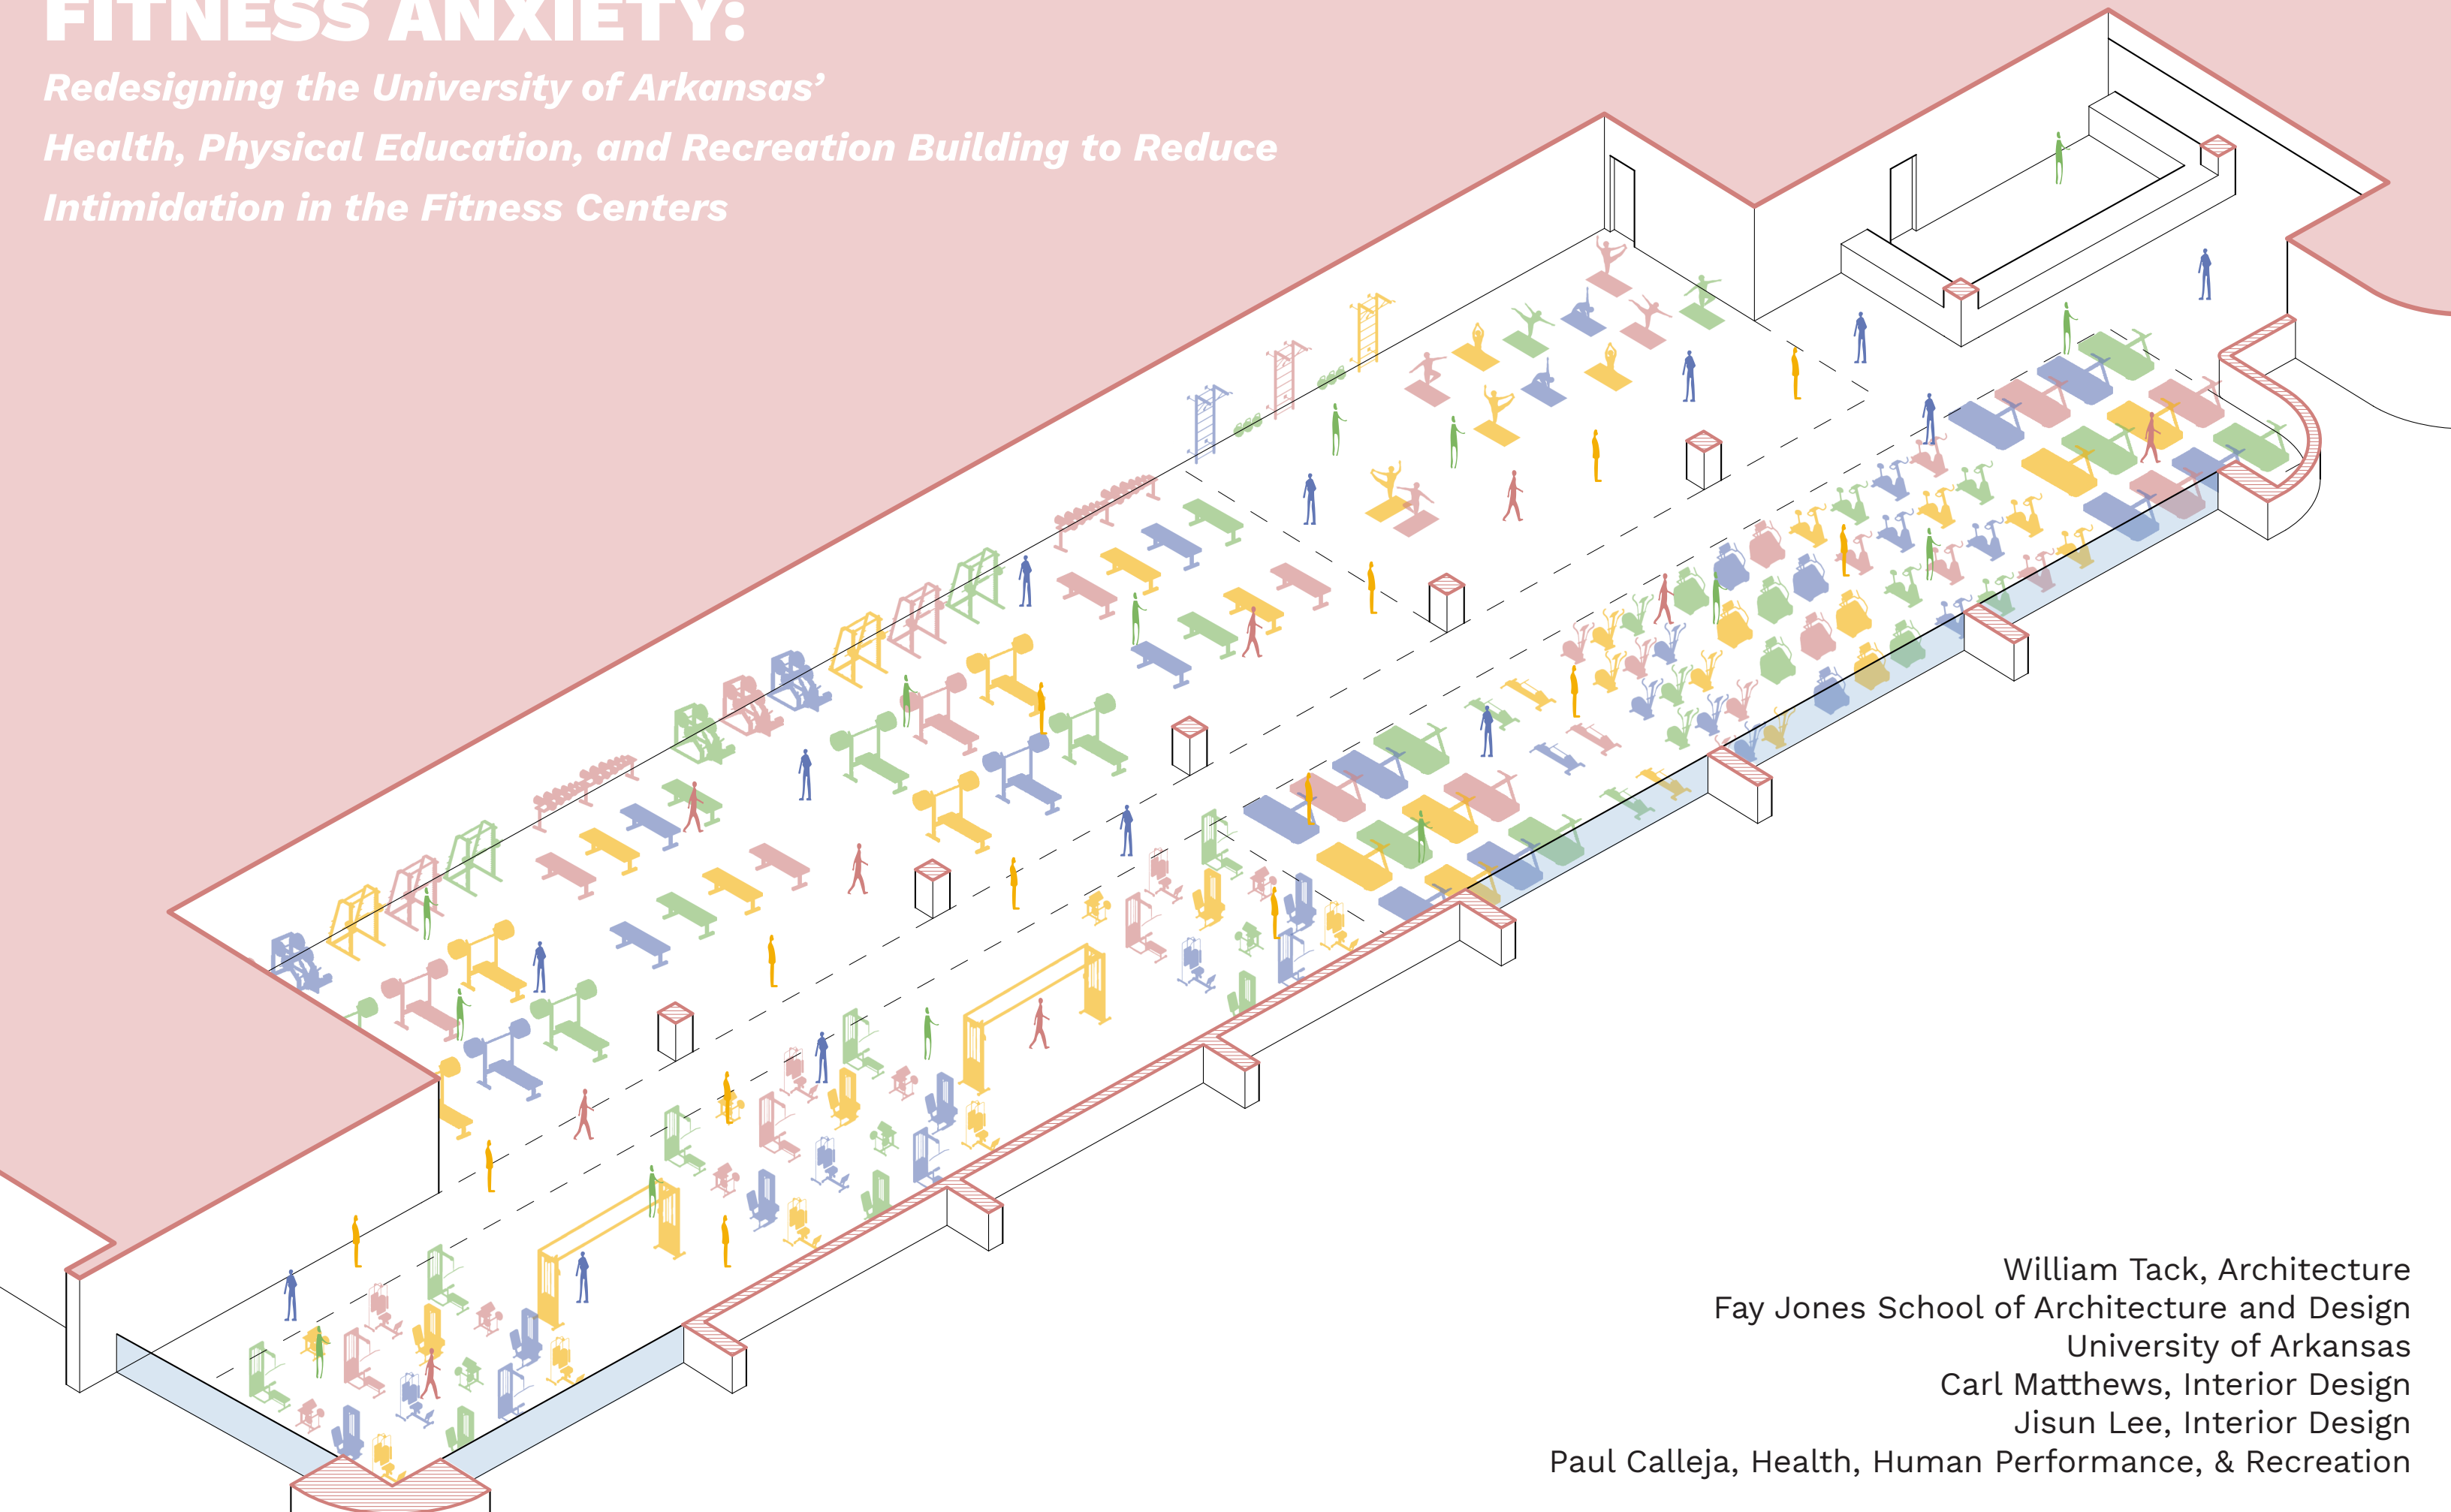 FITNESS ANXIETY:
Redesigning the University of Arkansas’
Health, Physical Education, and Recreation Building to Reduce
Intimidation in the Fitness Centers
William Tack, Architecture
Fay Jones School of Architecture and Design
University of Arkansas
Carl Matthews, Interior Design
Jisun Lee, Interior Design
Paul Calleja, Health, Human Performance, & Recreation